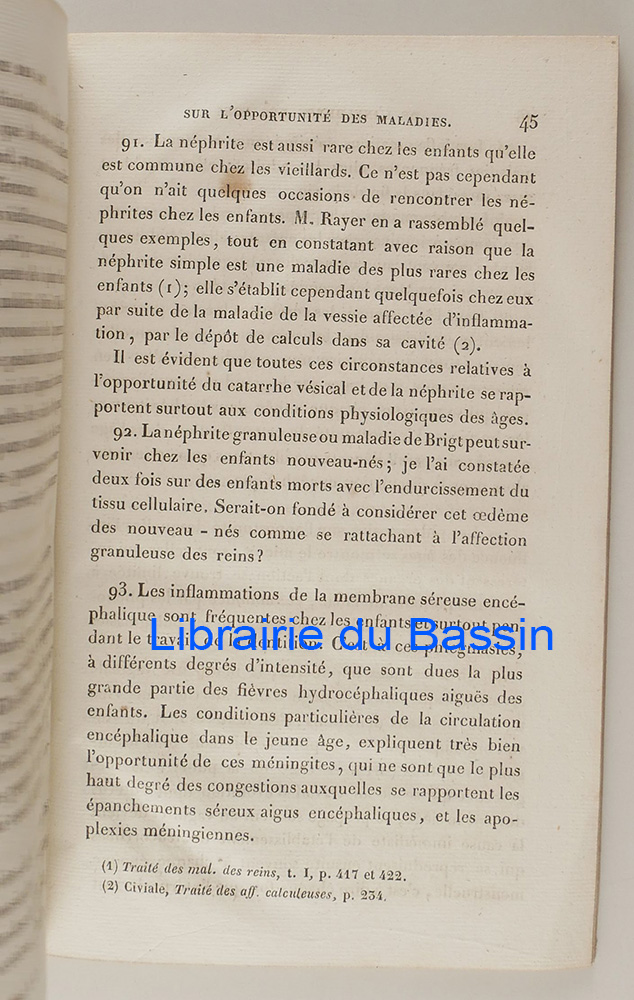 SUR L'OPPORTUNITÉ DES MALADIES. 45
91. La néphrite est aussi rare chez les enfants qu'elle
est commune chez les vieillards. Ce n'est pas cependant
qu'on n'ait quelques occasions de rencontrer les né-
phrites chez les enfants. M. Rayer en a rassemblé quel-
ques exemples, tout en constatant avec raison que la
néphrite simple est une maladie des plus rares chez les
enfants (1); elle s'établit cependant quelquefois chez eux
par suite de la maladie de la vessie affectée d'inflamma-
tion, par le dépôt de calculs dans sa cavité (2).
Il est évident que toutes ces circonstances relatives à
l'opportunité du catarrhe vésical et de la néphrite se rap-
portent surtout aux conditions physiologiques des âges.
92. La néphrite granuleuse ou maladie de Brigt peut sur-
venir chez les enfants nouveau-nés; je l'ai constatée
deux fois sur des enfants morts avec l'endurcissement du
tissu cellulaire. Serait-on fondé à considérer cet œdème
des nouveau-nés comme se rattachant à l'affection
granuleuse des reins?
93. Les inflammations de la membrane séreuse encé-
phalique sont fréquentes chez les enfants et surtout pen-
dant le travail de la dentition. C'est à ces phlegmasies,
Librairie du Bassin
à différents degrés d'intensité, que sont dues la plus
grande partie des fièvres hydrocéphaliques aiguës des
enfants. Les conditions particulières de la circulation
encéphalique dans le jeune âge, expliquent très bien
l'opportunité de ces méningites, qui ne sont que le plus
haut degré des congestions auxquelles se rapportent les
épanchements séreux aigus encéphaliques, et les apo-
plexies méningiennes.
(1) Traité des mal. des reins, t. I, p. 417 et 422.
(2) Civiale, Traité des aff. calculeuses, p. 234.